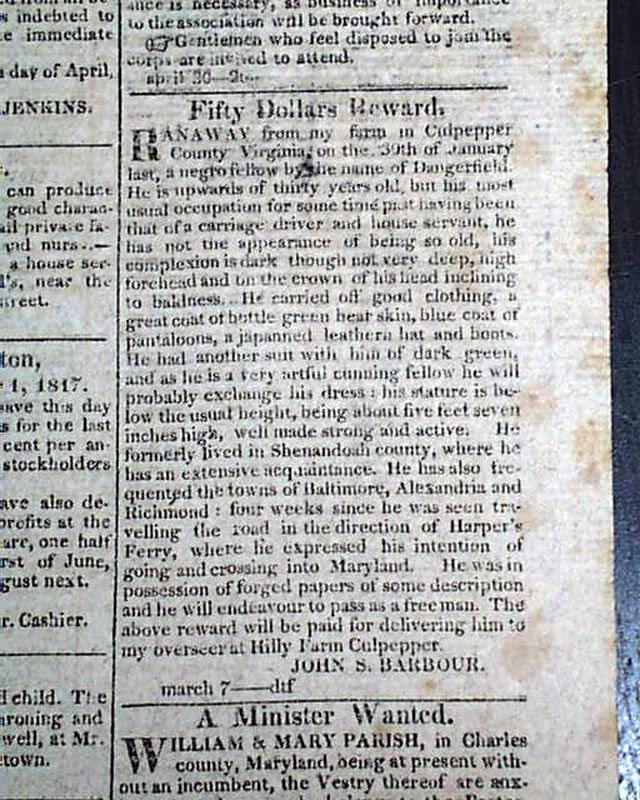 indebted to
immediate
day of April,
JENKINS.
can produce
good charac-
private fa-
nurs..—
a house ser-
near the
street.
ton,
1, 1817.
this day
for the last
cent per an-
stockholders
also de-
profits at the
one half
of June,
next.
Cashier.
child. The
and
at Mr.
town.
is necessary, as business of importance
to the association will be brought forward.
☞Gentlemen who feel disposed to join the
corps are invited to attend.
april 30—
Fifty Dollars Reward.
RANAWAY from my farm in Culpepper
County Virginia, on the 30th of January
last, a negro fellow by the name of Dangerfield.
He is upwards of thirty years old, but his most
usual occupation for some time past having been
that of a carriage driver and house servant, he
has not the appearance of being so old, his
complexion is dark though not very deep, high
forehead and on the crown of his head inclining
to baldness. He carried off good clothing, a
great coat of bottle green bear skin, blue coat or
pantaloons, a japanned leathern hat and boots.
He had another suit with him of dark green,
and as he is a very artful cunning fellow he will
probably exchange his dress: his stature is be-
low the usual height, being about five feet seven
inches high, well made strong and active. He
formerly lived in Shenandoah county, where he
has an extensive acquaintance. He has also fre-
quented the towns of Baltimore, Alexandria and
Richmond: four weeks since he was seen tra-
velling the road in the direction of Harper's
Ferry, where he expressed his intention of
going and crossing into Maryland. He was in
possession of forged papers of some description
and he will endeavour to pass as a freeman. The
above reward will be paid for delivering him to
my overseer at Hilly Farm Culpepper.
JOHN S. BARBOUR.
march 7—dtf
A Minister Wanted.
WILLIAM & MARY PARISH, in Charles
county, Maryland, being at present with-
out an incumbent, the Vestry thereof are anx-